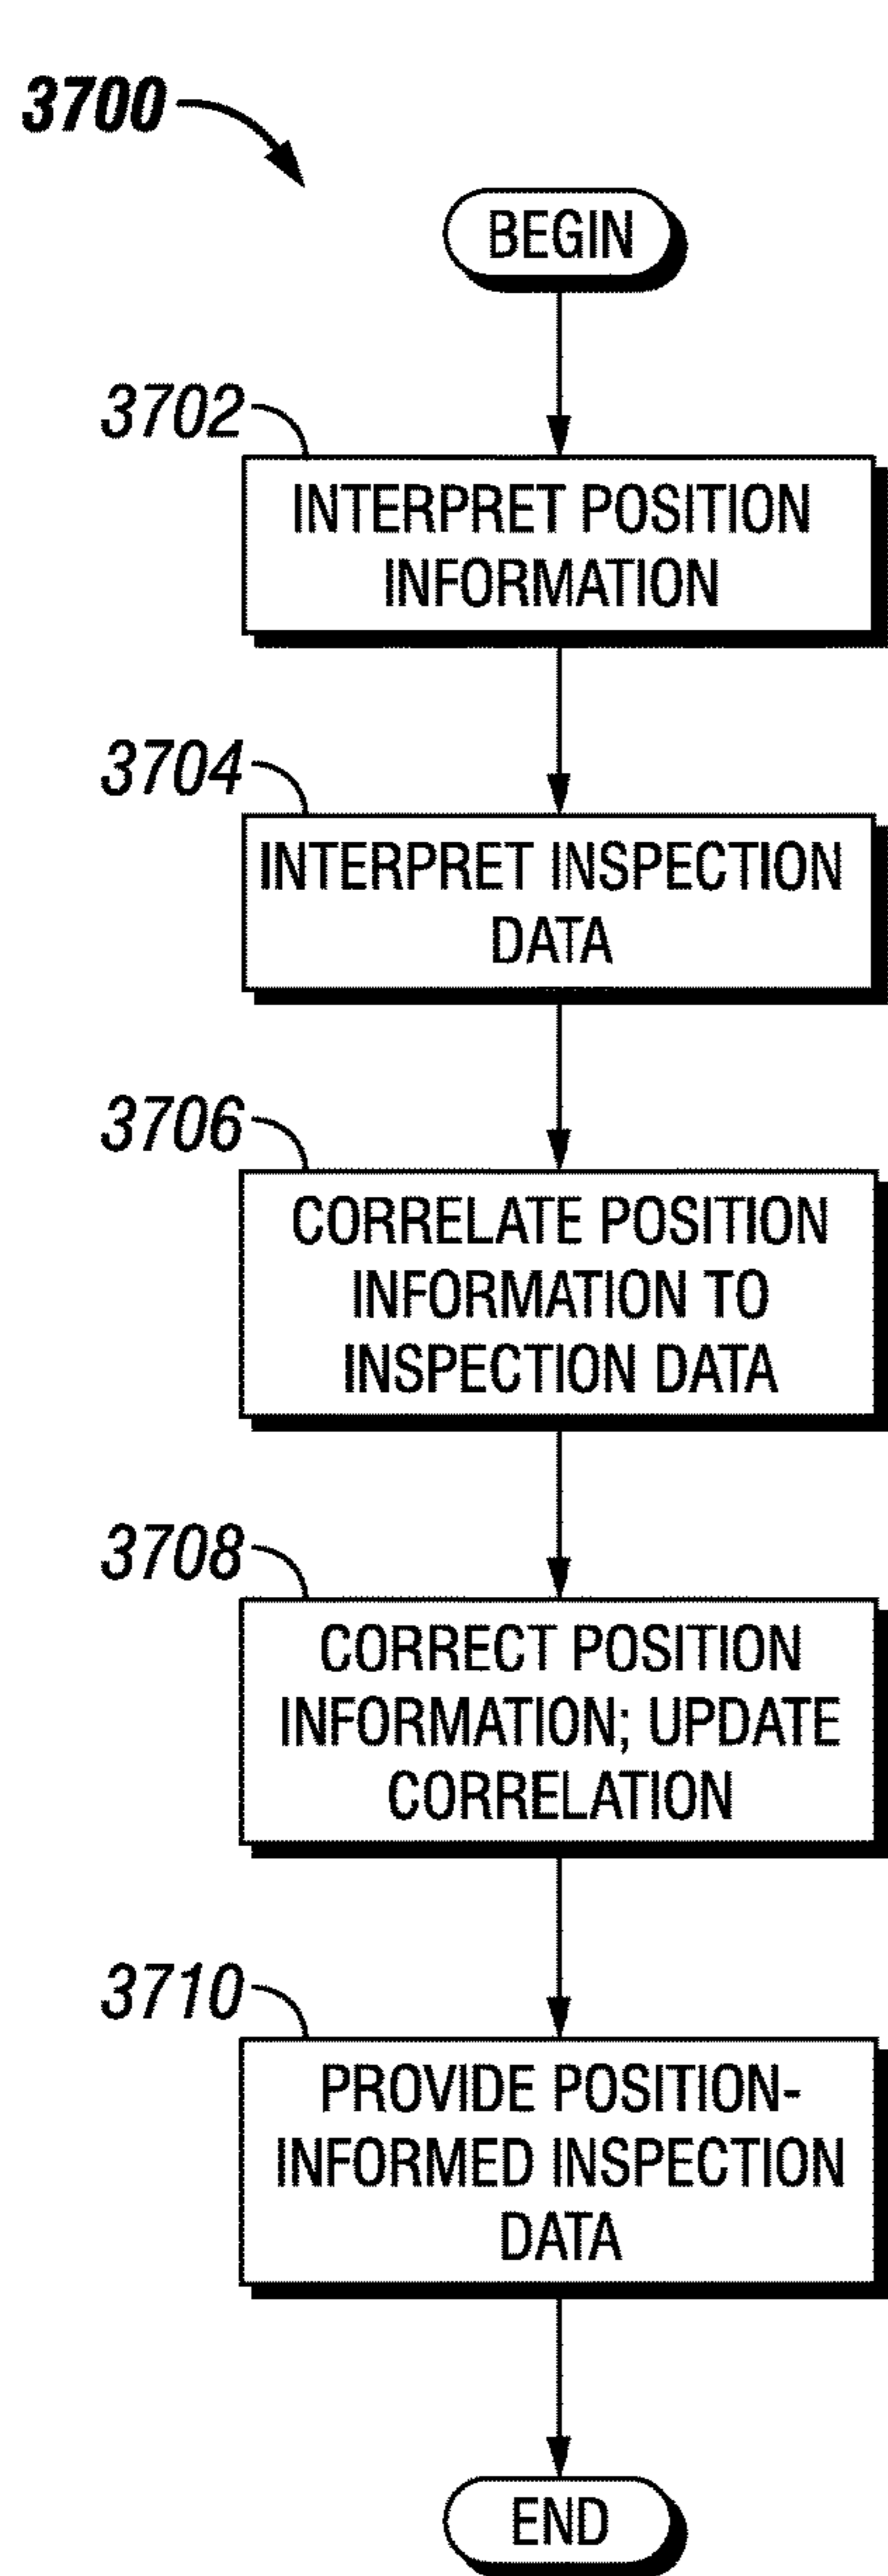 3700
BEGIN
3702
INTERPRET POSITION
INFORMATION
3704
INTERPRET INSPECTION
DATA
3706
CORRELATE POSITION
INFORMATION TO
INSPECTION DATA
3708
CORRECT POSITION
INFORMATION; UPDATE
CORRELATION
3710
PROVIDE POSITION-
INFORMED INSPECTION
DATA
END